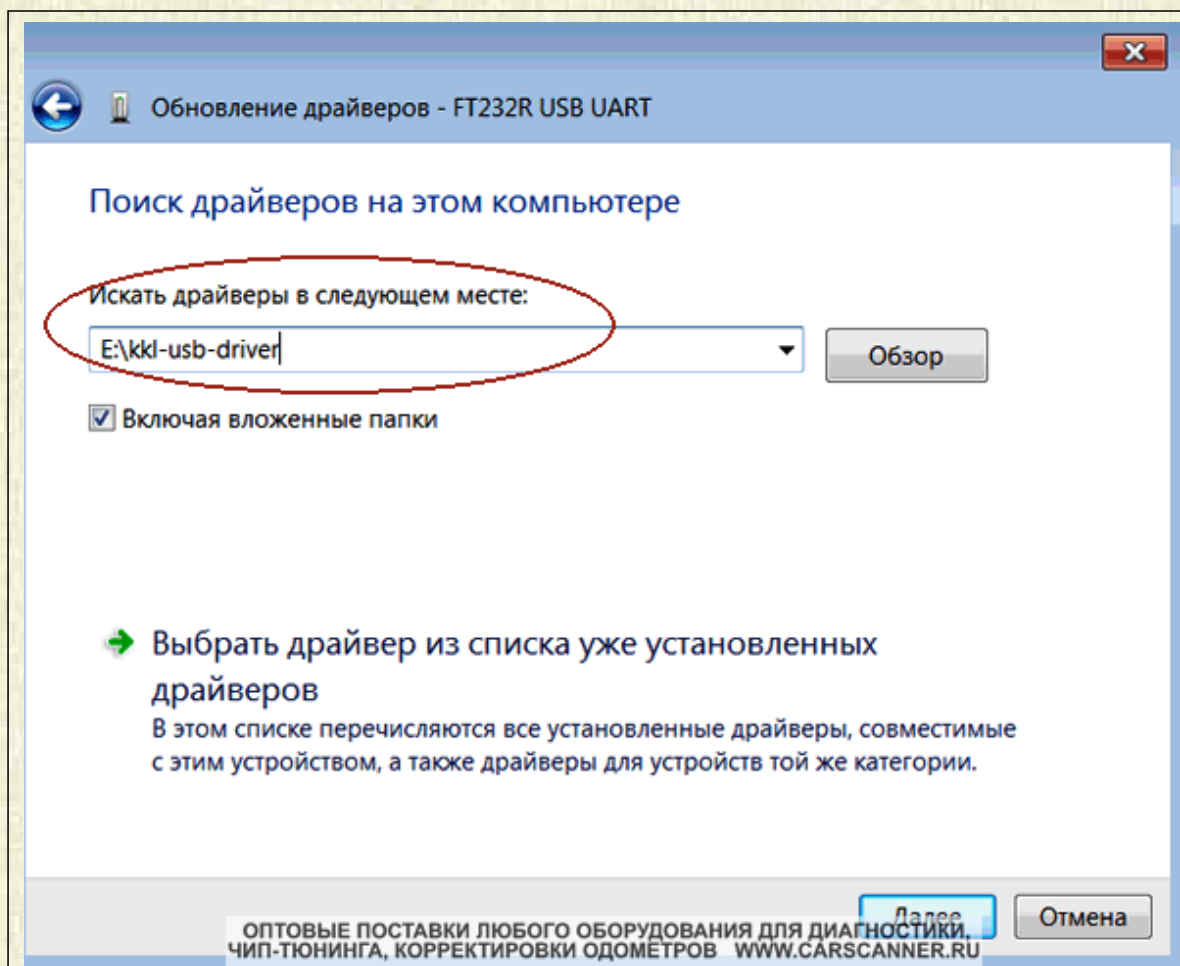 Обновление драйверов - FT232R USB UART
Поиск драйверов на этом компьютере
Искать драйверы в следующем месте:
E:\kkl-usb-driver
Обзор
Включая вложенные папки
Выбрать драйвер из списка уже установленных
драйверов
В этом списке перечисляются все установленные драйверы, совместимые
с этим устройством, а также драйверы для устройств той же категории.
Далее
Отмена
ОПТОВЫЕ ПОСТАВКИ ЛЮБОГО ОБОРУДОВАНИЯ ДЛЯ ДИАГНОСТИКИ,
ЧИП-ТЮНИНГА, КОРРЕКТИРОВКИ ОДОМЕТРОВ WWW.CARSCANNER.RU